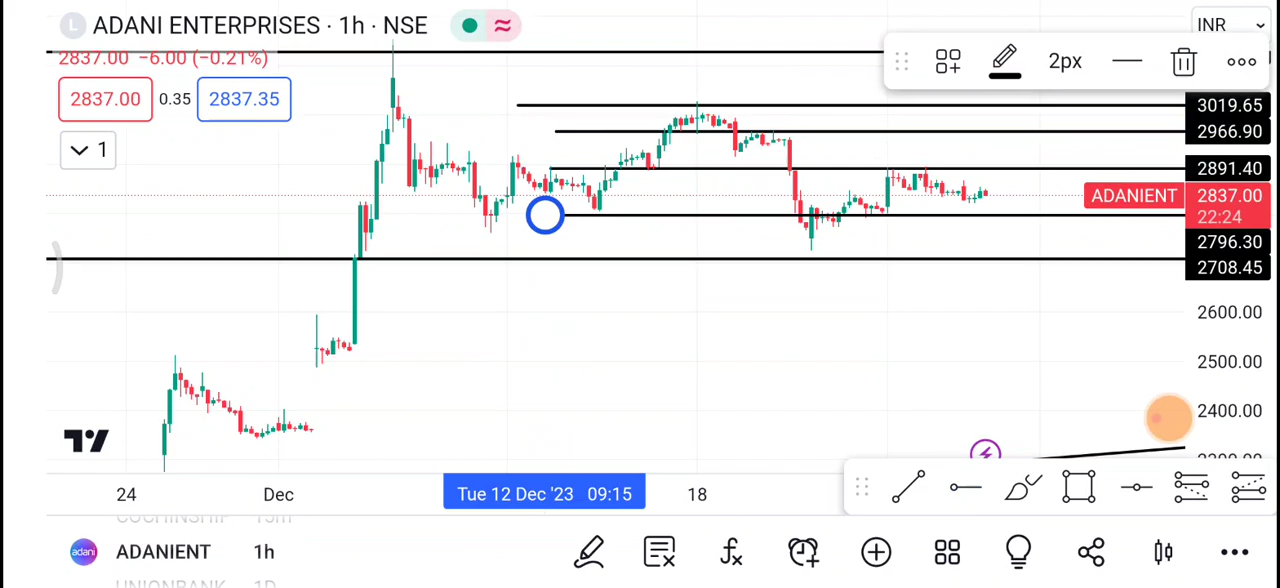 L ADANI ENTERPRISES · 1h · NSE
INR
2837.00 −6.00 (−0.21%)
2px
2837.00 0.35 2837.35
1
3019.65
2966.90
2891.40
ADANIENT 2837.00
22:24
2796.30
2708.45
2600.00
2500.00
2400.00
24 Dec Tue 12 Dec '23 09:15 18
COCHINSHIP 15m
adani ADANIENT 1h
UNIONBANK 1D